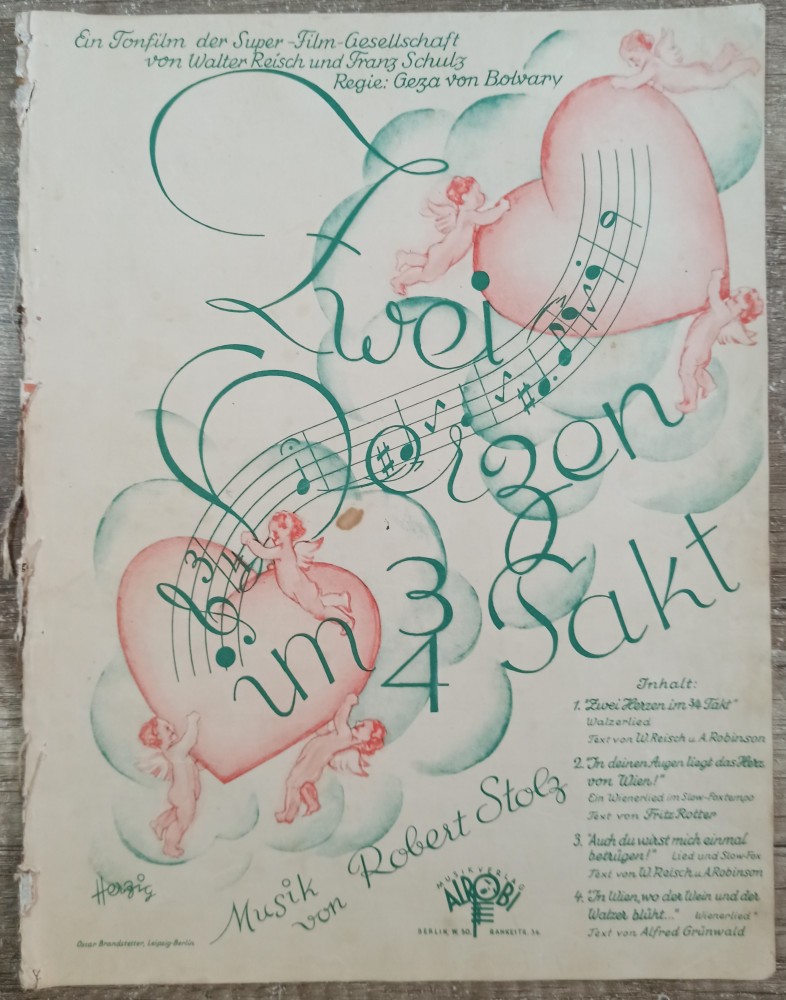 Ein Tonfilm der Super-Film-Gesellschaft
von Walter Reisch und Franz Schulz
Regie: Geza von Bolvary
Zwei
Herzen
im 3/4 Takt
3
4
Musik
von Robert Stolz
Herzig
Oscar Brandstetter, Leipzig-Berlin.
MUSIKVERLAG
ALROBI
BERLIN, W. 50. RANKESTR. 34
Inhalt:
1. "Zwei Herzen im 3/4 Takt"
Walzerlied
Text von W. Reisch u. A. Robinson
2. "In deinen Augen liegt das Herz
von Wien!"
Ein Wienerlied im Slow-Foxtempo
Text von Fritz Rotter
3. "Auch du wirst mich einmal
betrügen!" Lied und Slow-Fox
Text von W. Reisch u. A. Robinson
4. "In Wien, wo der Wein und der
Walzer blüht..." Wienerlied
Text von Alfred Grünwald